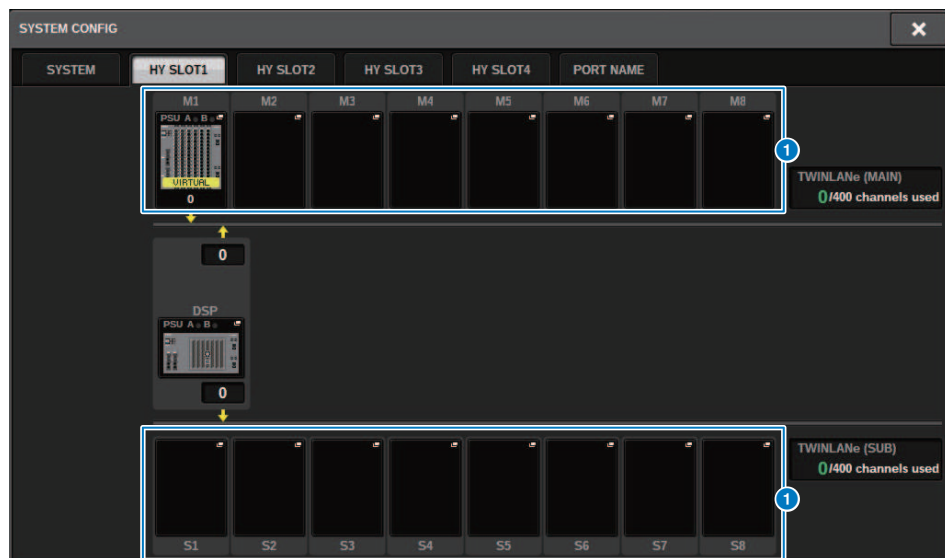 SYSTEM CONFIG
SYSTEM HY SLOT1 HY SLOT2 HY SLOT3 HY SLOT4 PORT NAME
M1 M2 M3 M4 M5 M6 M7 M8
PSU A B
VIRTUAL
0
1
TWINLANe (MAIN)
0/400 channels used
0
DSP
PSU A B
0
TWINLANe (SUB)
0/400 channels used
1
S1 S2 S3 S4 S5 S6 S7 S8